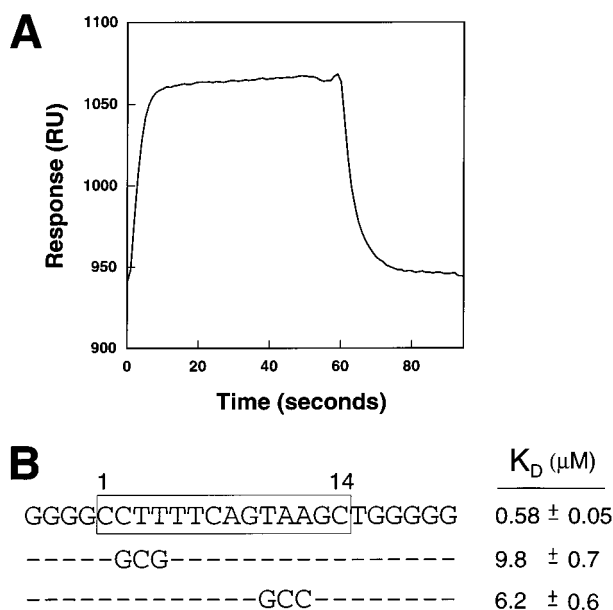 A
Response (RU)
1100
1050
1000
950
900
0 20 40 60 80
Time (seconds)
B
1 14 K_D (μM)
GGGGCCTTTTCAGTAAGCTGGGGG 0.58 ± 0.05
-----GCG---------------- 9.8 ± 0.7
-------------GCC-------- 6.2 ± 0.6